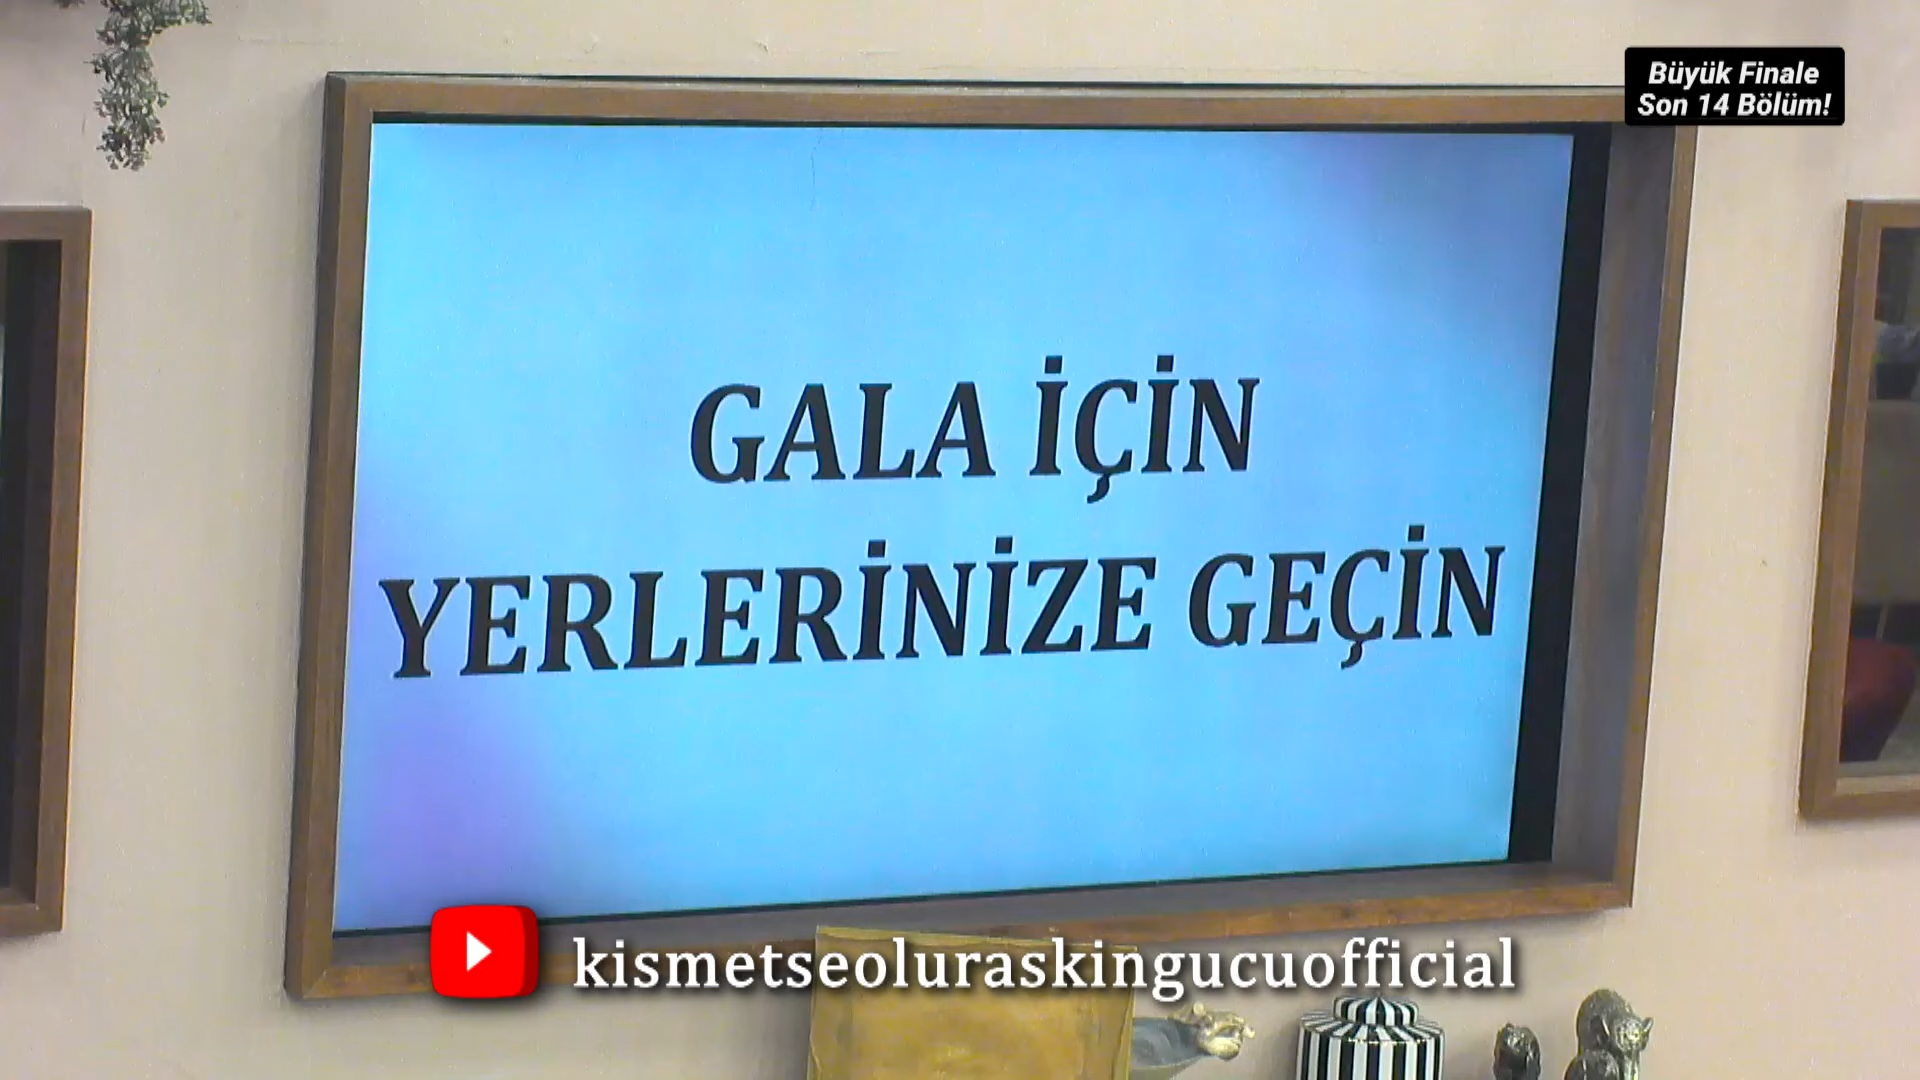 Büyük Finale
Son 14 Bölüm!
GALA İÇİN
YERLERİNİZE GEÇİN
kismetseoluraskingucuofficial